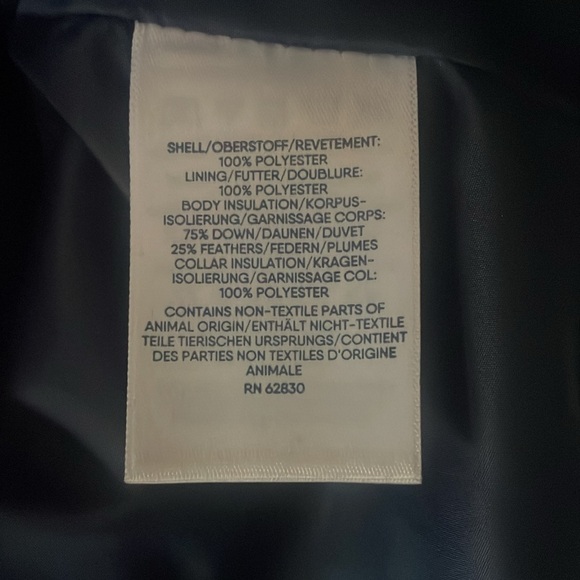 SHELL/OBERSTOFF/REVETEMENT:
100% POLYESTER
LINING/FUTTER/DOUBLURE:
100% POLYESTER
BODY INSULATION/KORPUS-
ISOLIERUNG/GARNISSAGE CORPS:
75% DOWN/DAUNEN/DUVET
25% FEATHERS/FEDERN/PLUMES
COLLAR INSULATION/KRAGEN-
ISOLIERUNG/GARNISSAGE COL:
100% POLYESTER
CONTAINS NON-TEXTILE PARTS OF
ANIMAL ORIGIN/ENTHÄLT NICHT-TEXTILE
TEILE TIERISCHEN URSPRUNGS/CONTIENT
DES PARTIES NON TEXTILES D'ORIGINE
ANIMALE
RN 62830